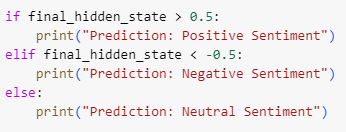 if final_hidden_state > 0.5:
    print("Prediction: Positive Sentiment")
elif final_hidden_state < -0.5:
    print("Prediction: Negative Sentiment")
else:
    print("Prediction: Neutral Sentiment")